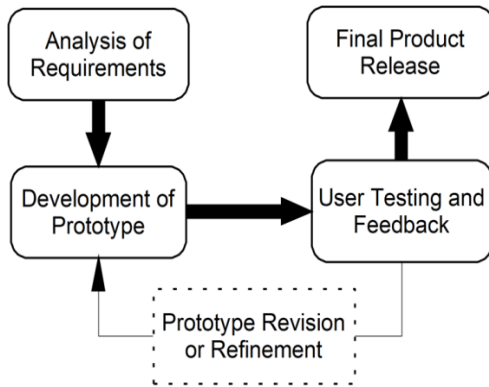 Analysis of
Requirements
Final Product
Release
Development of
Prototype
User Testing and
Feedback
Prototype Revision
or Refinement